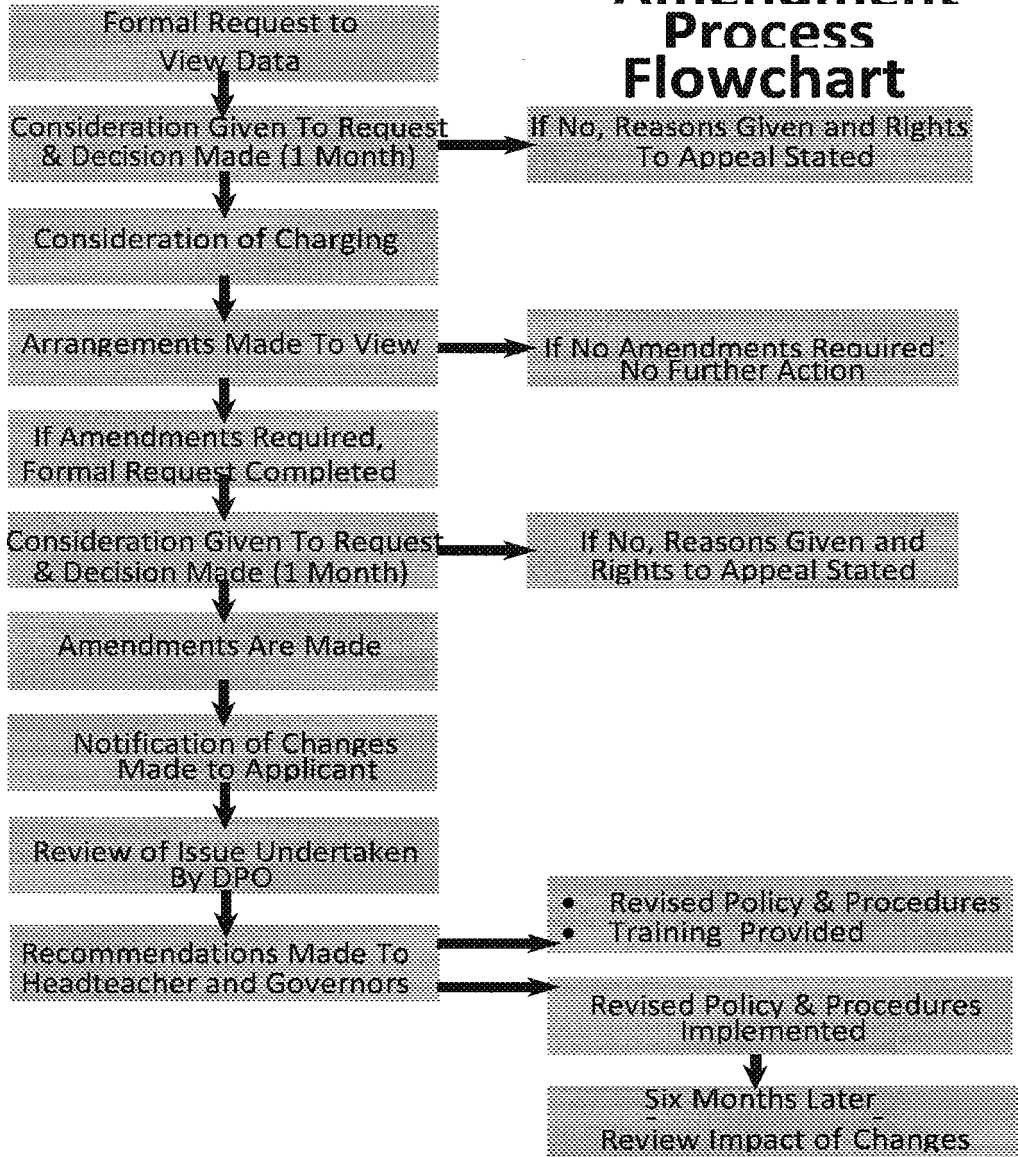 Amendment
Process
Flowchart
Formal Request to
View Data
Consideration Given To Request
& Decision Made (1 Month)
If No, Reasons Given and Rights
To Appeal Stated
Consideration of Charging
Arrangements Made To View
If No Amendments Required
No Further Action
If Amendments Required,
Formal Request Completed
Consideration Given To Request
& Decision Made (1 Month)
If No, Reasons Given and
Rights to Appeal Stated
Amendments Are Made
Notification of Changes
Made to Applicant
Review of Issue Undertaken
By DPO
Recommendations Made To
Headteacher and Governors
• Revised Policy & Procedures
• Training Provided
Revised Policy & Procedures
Implemented
Six Months Later
Review Impact of Changes